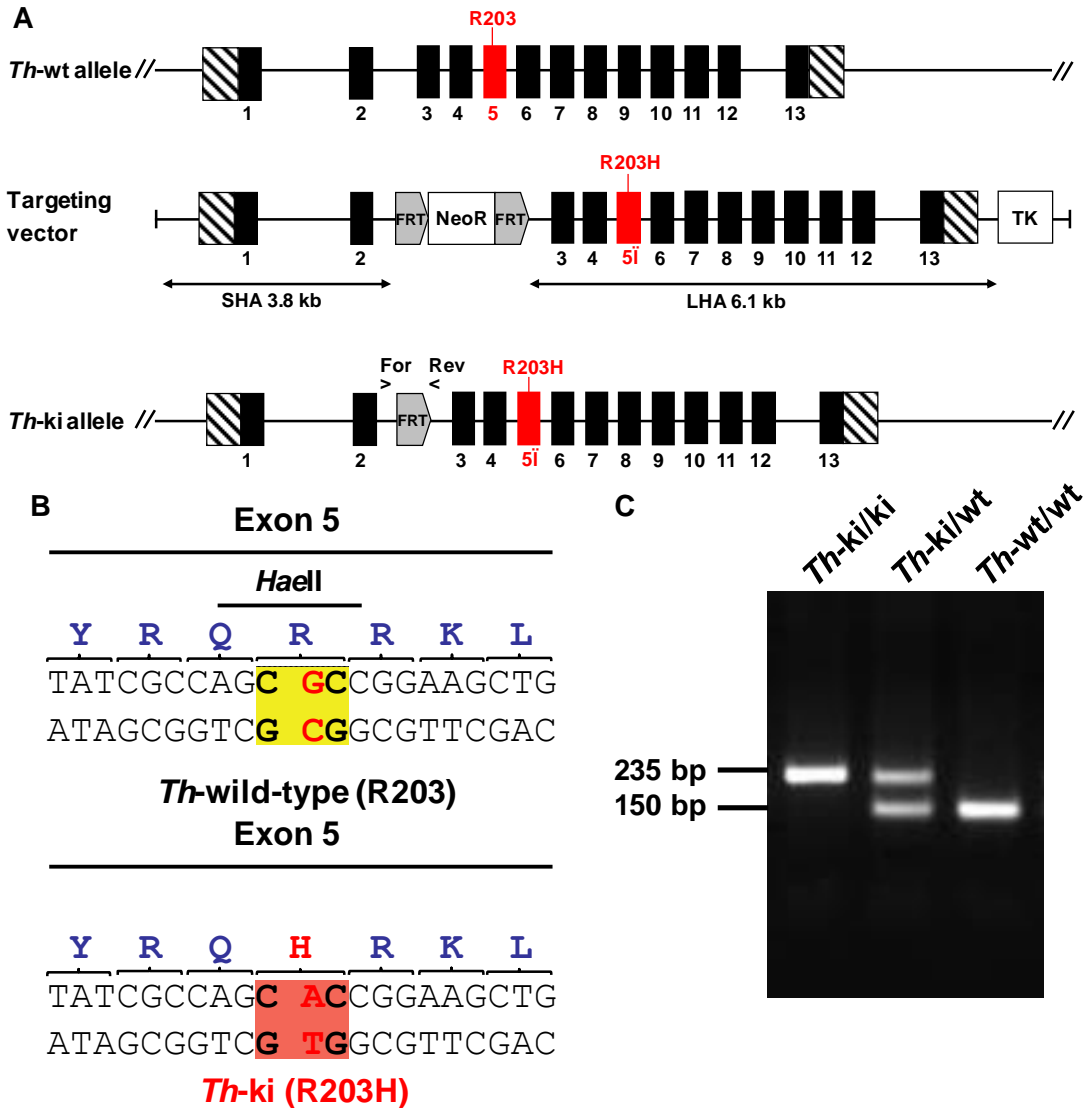 A
R203
Th-wt allele // //
1 2 3 4 5 6 7 8 9 10 11 12 13
R203H
Targeting
vector
FRT NeoR FRT TK
1 2 3 4 5Ï 6 7 8 9 10 11 12 13
SHA 3.8 kb LHA 6.1 kb
For Rev
> <
R203H
Th-ki allele // //
FRT
1 2 3 4 5Ï 6 7 8 9 10 11 12 13
B
Exon 5
HaeII
Y R Q R R K L
TATCGCCAGC GCCGGAAGCTG
ATAGCGGTCG CGGCGTTCGAC
Th-wild-type (R203)
Exon 5
Y R Q H R K L
TATCGCCAGC ACCGGAAGCTG
ATAGCGGTCG TGGCGTTCGAC
Th-ki (R203H)
C
Th-ki/ki
Th-ki/wt
Th-wt/wt
235 bp
150 bp